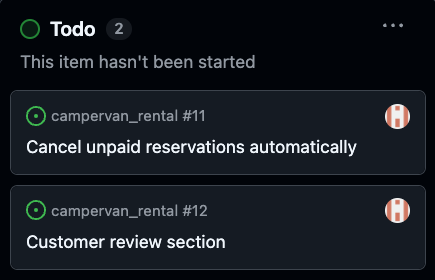 Todo 2
This item hasn't been started
campervan_rental #11
Cancel unpaid reservations automatically
campervan_rental #12
Customer review section